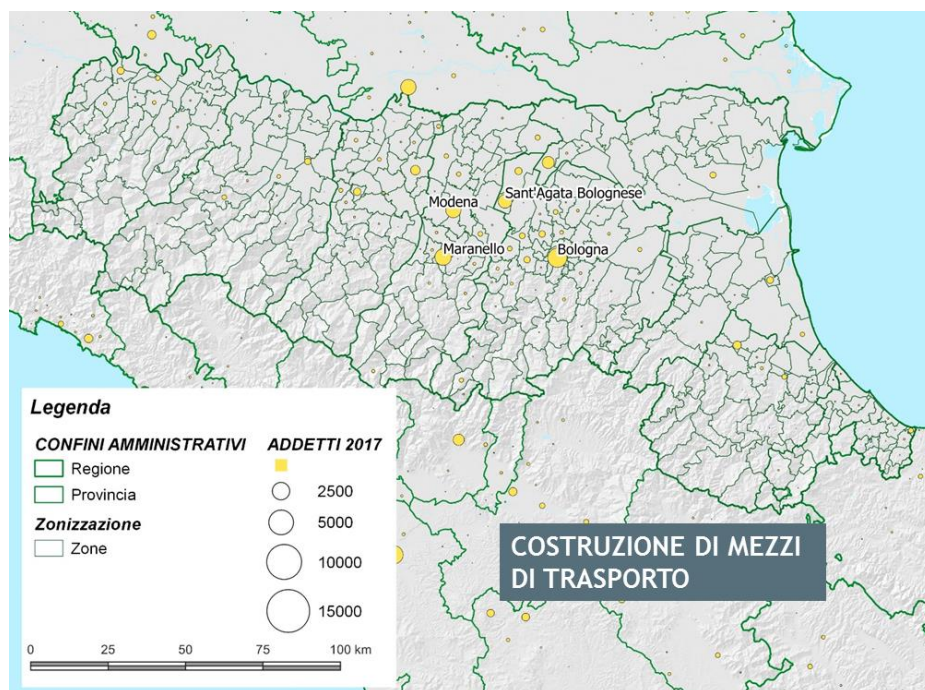 Sant'Agata Bolognese
Modena
Maranello
Bologna
Legenda
CONFINI AMMINISTRATIVI
Regione
Provincia
Zonizzazione
Zone
ADDETTI 2017
2500
5000
10000
15000
0 25 50 75 100 km
COSTRUZIONE DI MEZZI
DI TRASPORTO